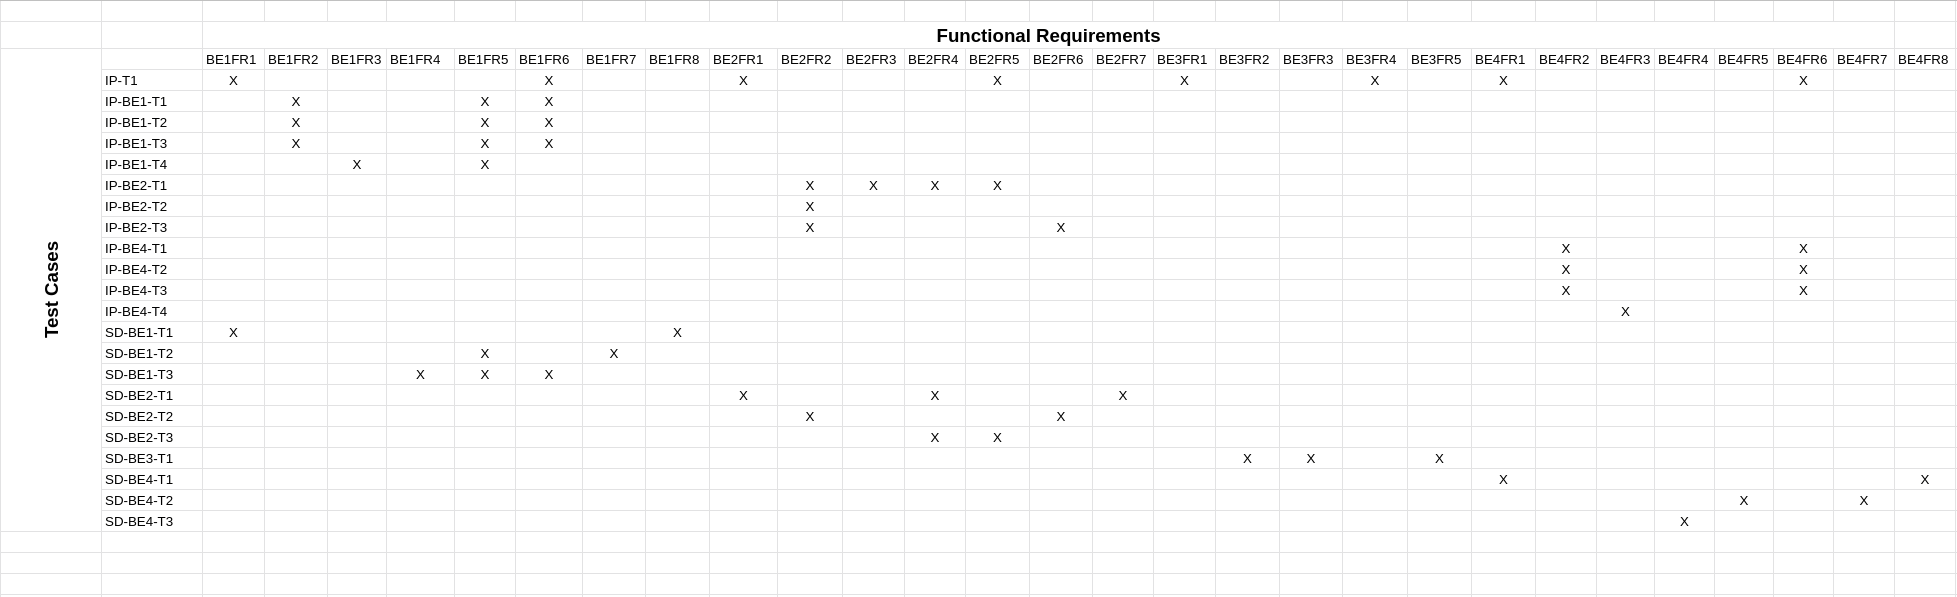 Functional Requirements
BE1FR1 BE1FR2 BE1FR3 BE1FR4 BE1FR5 BE1FR6 BE1FR7 BE1FR8 BE2FR1 BE2FR2 BE2FR3 BE2FR4 BE2FR5 BE2FR6 BE2FR7 BE3FR1 BE3FR2 BE3FR3 BE3FR4 BE3FR5 BE4FR1 BE4FR2 BE4FR3 BE4FR4 BE4FR5 BE4FR6 BE4FR7 BE4FR8
Test Cases
IP-T1 X X X X X X X X
IP-BE1-T1 X X X
IP-BE1-T2 X X X
IP-BE1-T3 X X X
IP-BE1-T4 X X
IP-BE2-T1 X X X X
IP-BE2-T2 X
IP-BE2-T3 X X
IP-BE4-T1 X X
IP-BE4-T2 X X
IP-BE4-T3 X X
IP-BE4-T4 X
SD-BE1-T1 X X
SD-BE1-T2 X X
SD-BE1-T3 X X X
SD-BE2-T1 X X X
SD-BE2-T2 X X
SD-BE2-T3 X X
SD-BE3-T1 X X X
SD-BE4-T1 X X
SD-BE4-T2 X X
SD-BE4-T3 X